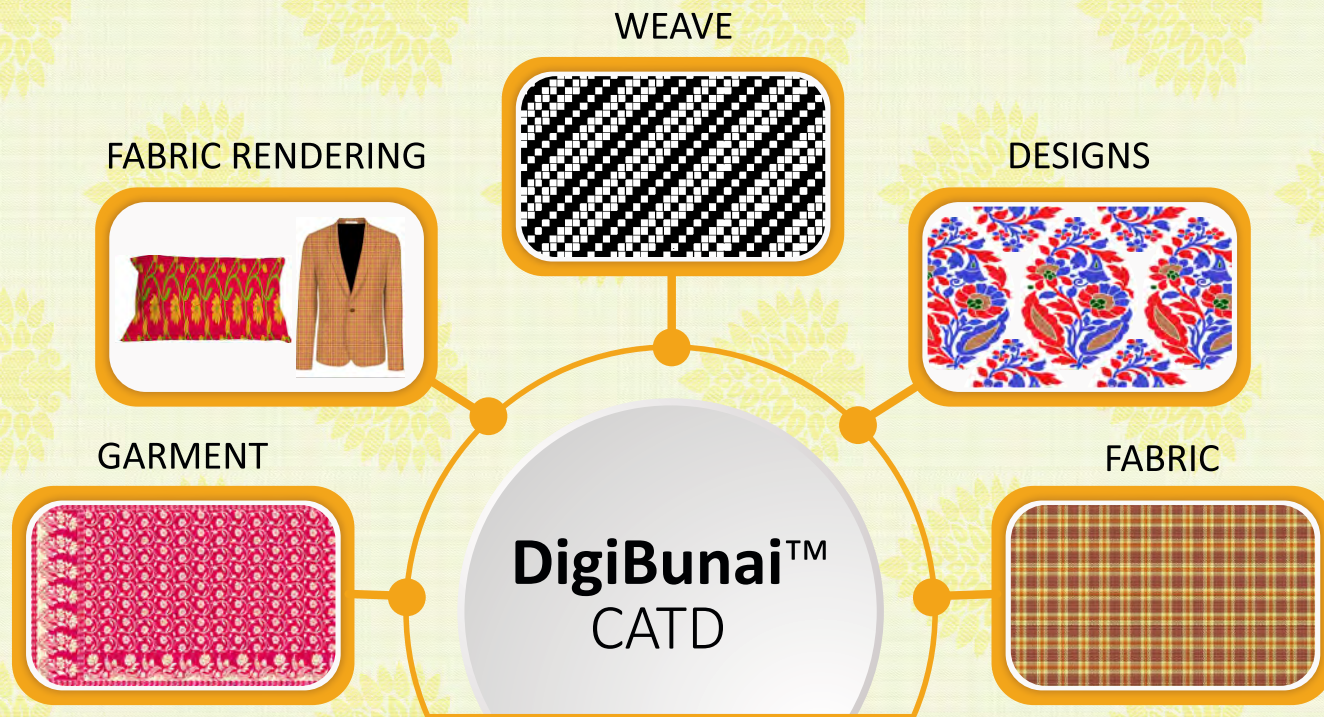 WEAVE
FABRIC RENDERING
DESIGNS
GARMENT
FABRIC
DigiBunai™
CATD